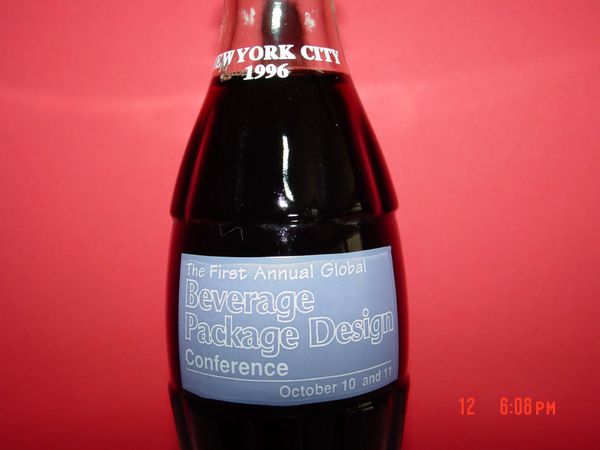 NEW YORK CITY
1996
The First Annual Global
Beverage
Package Design
Conference
October 10 and 11
12 6:08PM